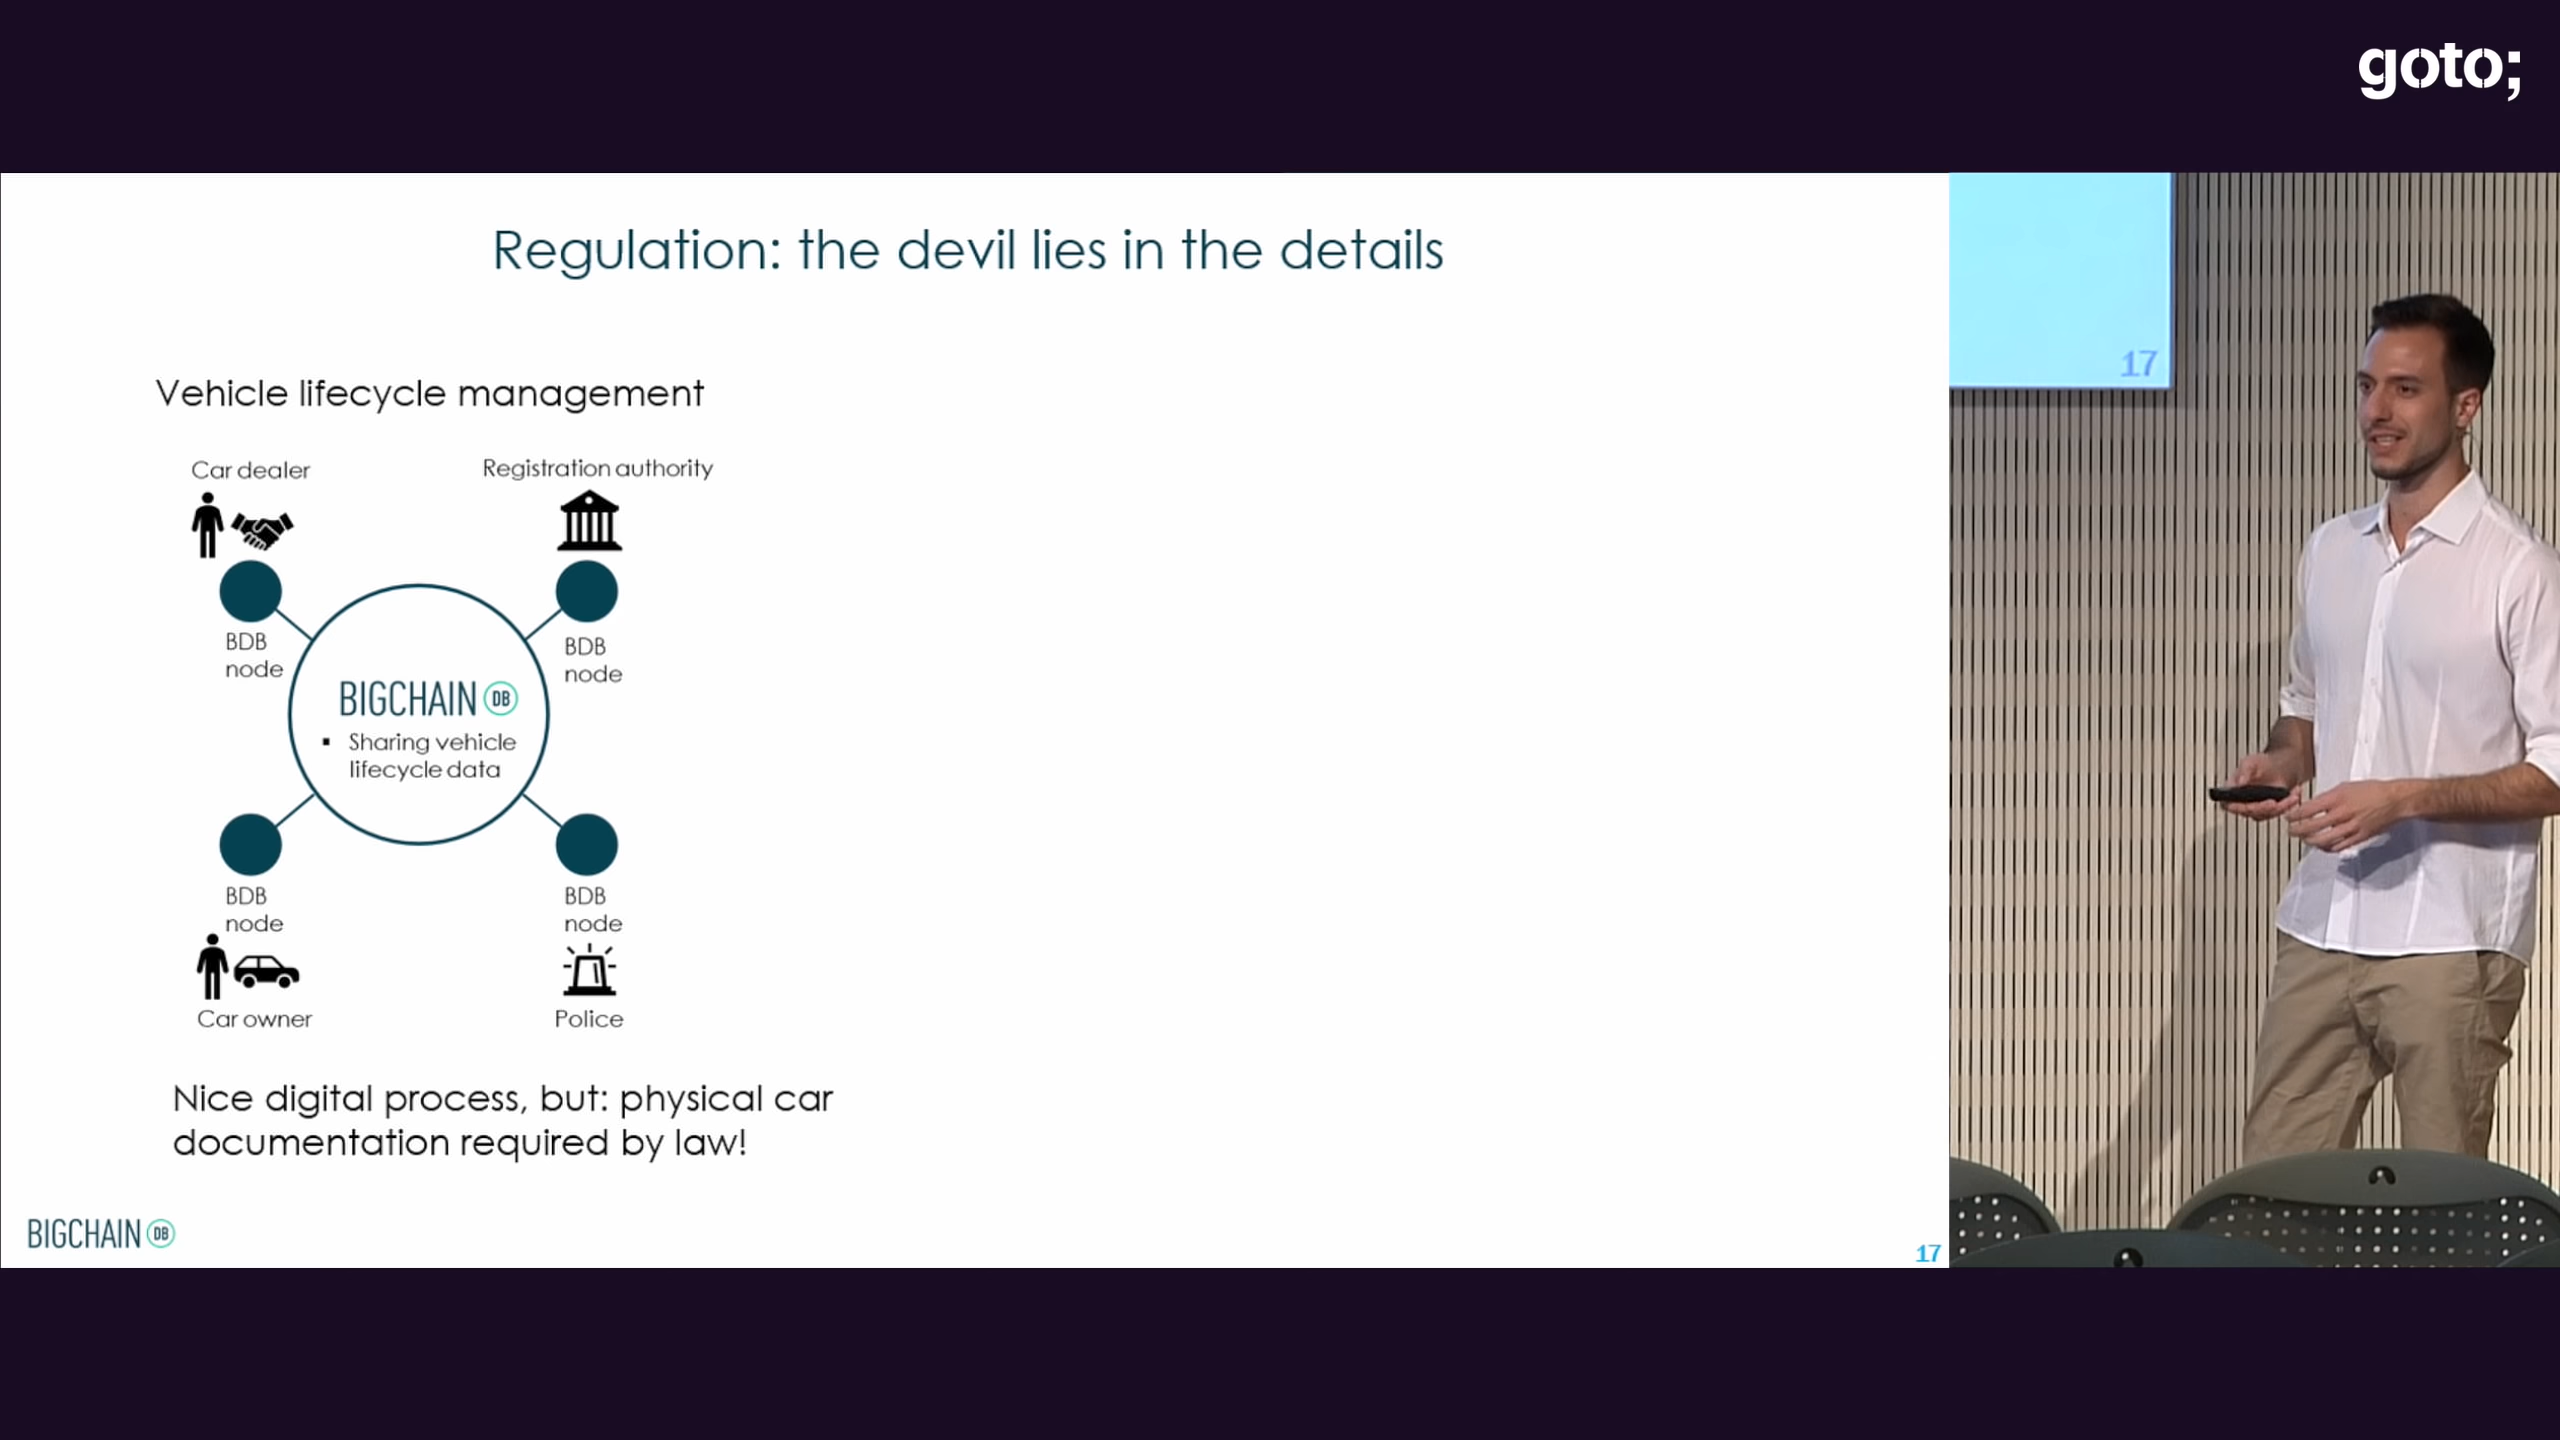 goto;
Regulation: the devil lies in the details
17
Vehicle lifecycle management
Car dealer
Registration authority
BDB
node
BDB
node
BIGCHAIN DB
▪ Sharing vehicle
lifecycle data
BDB
node
BDB
node
Car owner
Police
Nice digital process, but: physical car
documentation required by law!
BIGCHAIN DB
17